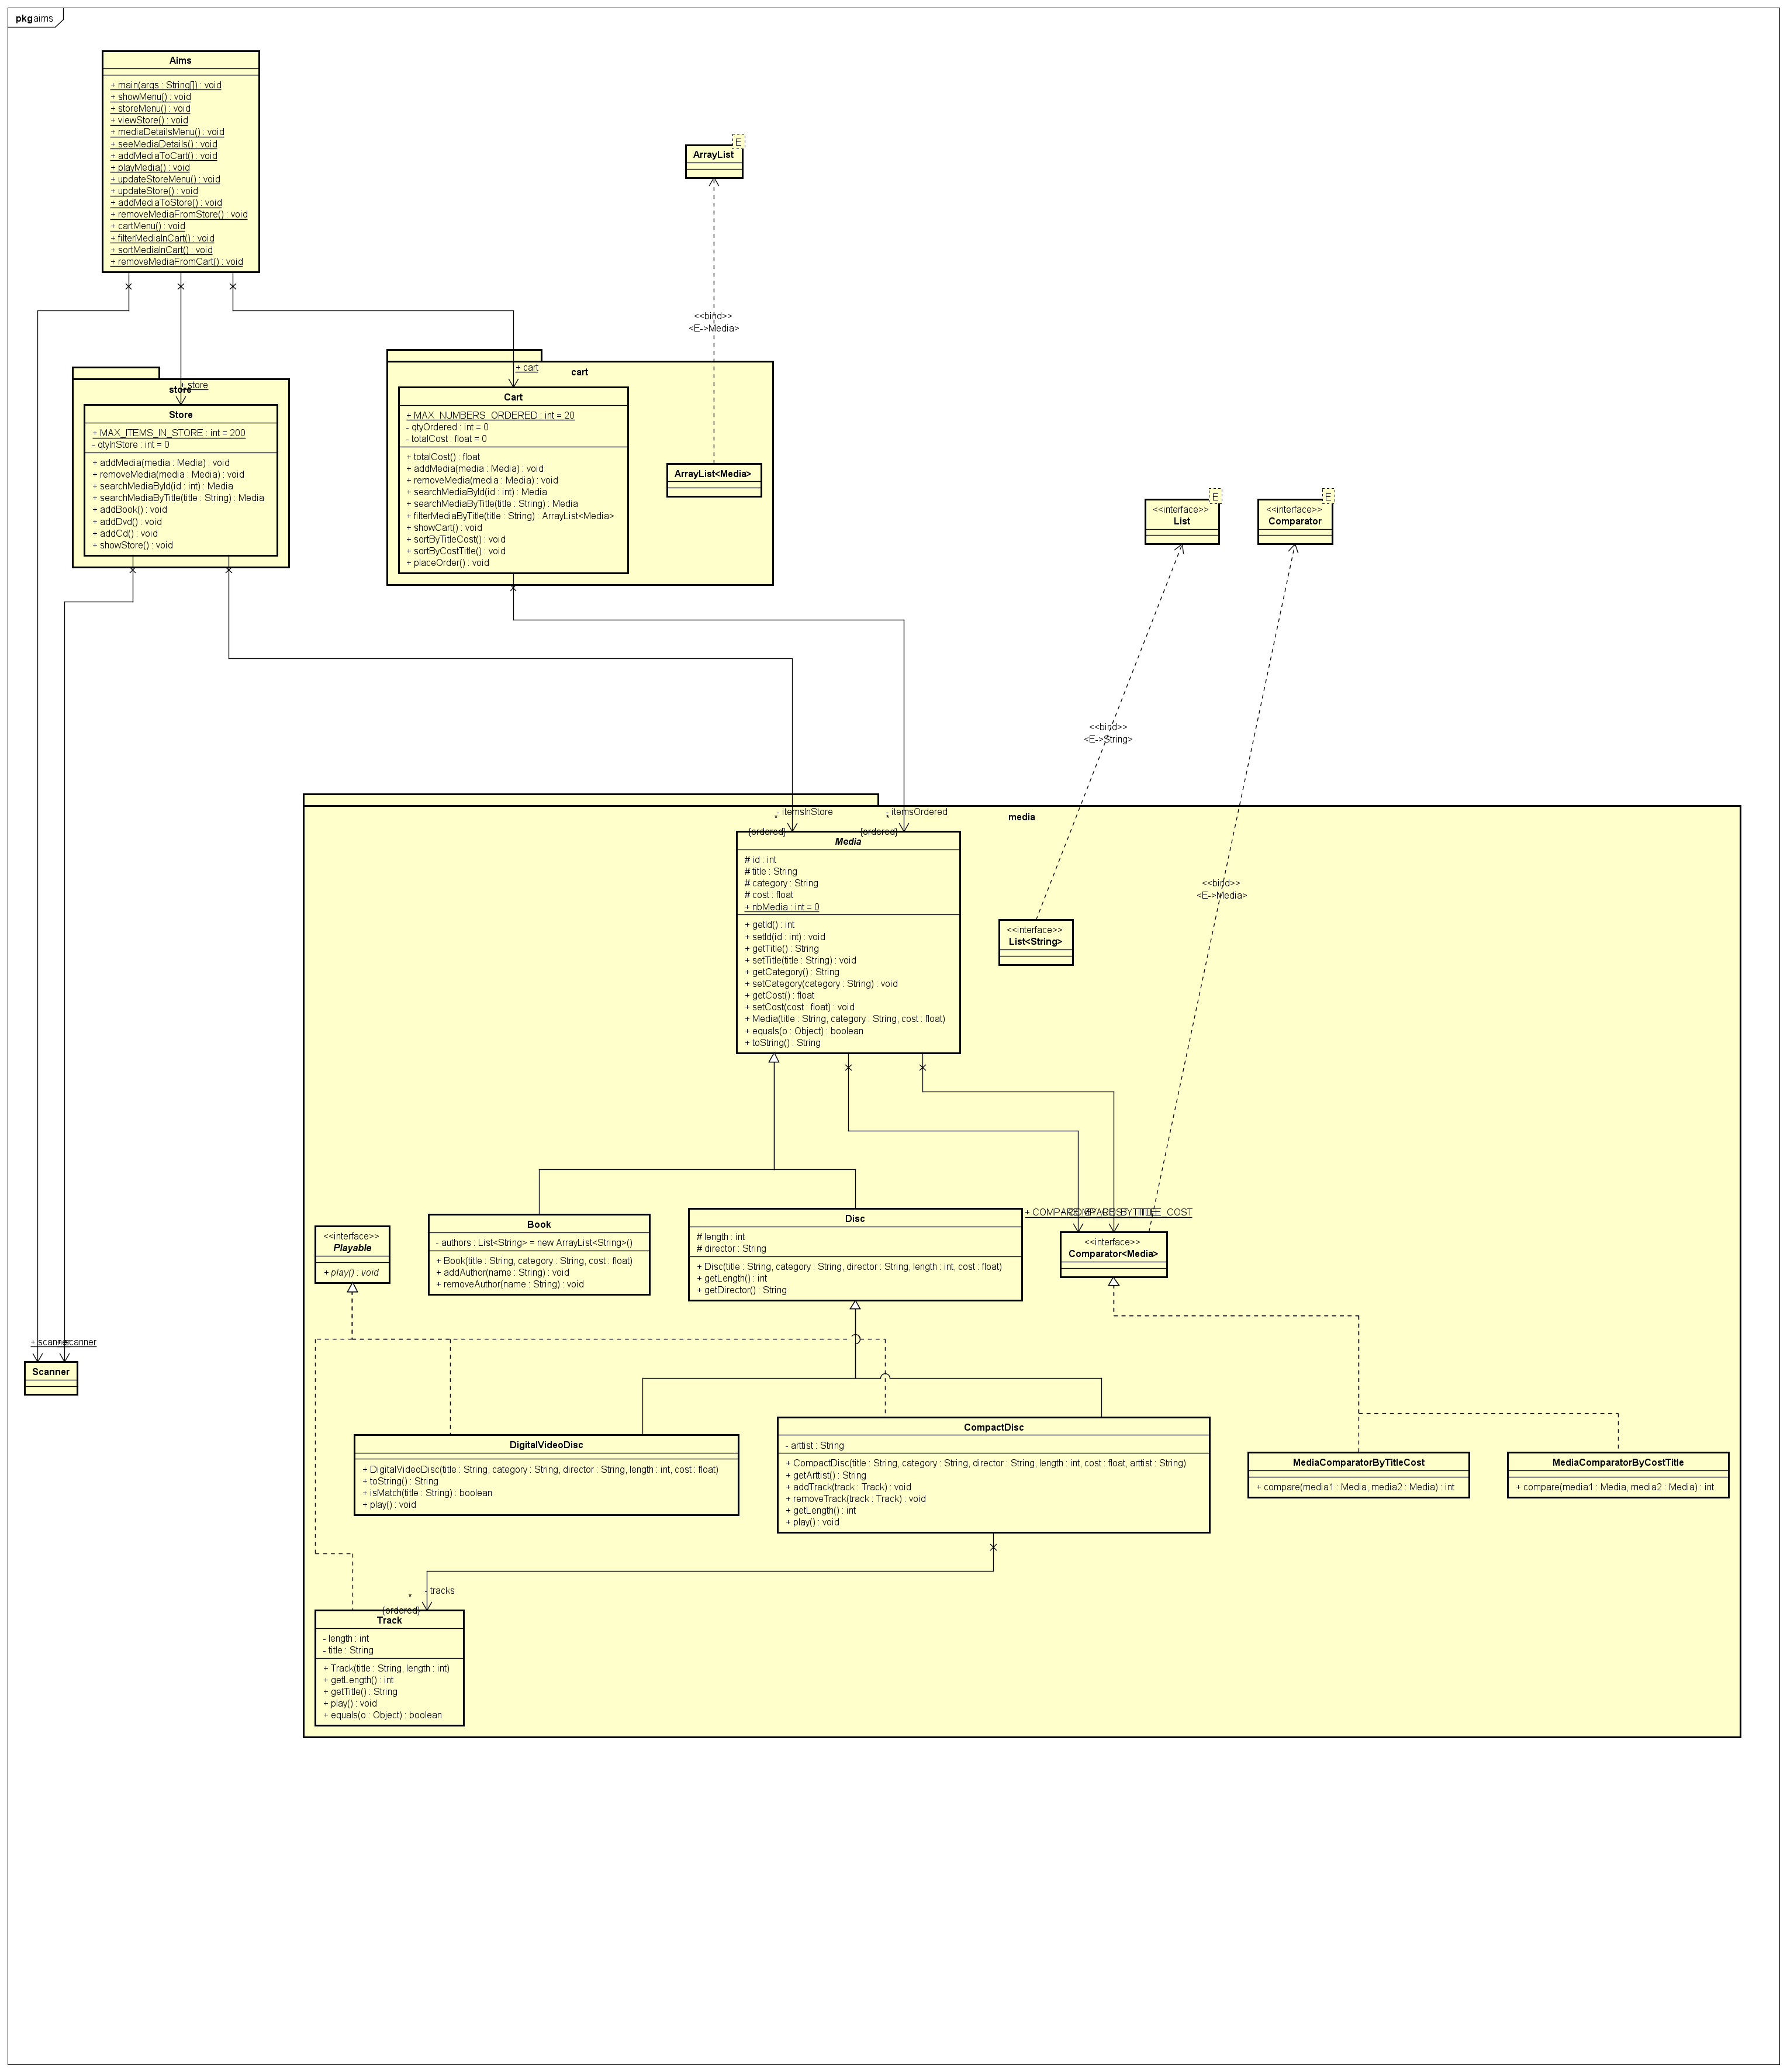 pkg aims
Aims
+ main(args : String[]) : void
+ showMenu() : void
+ storeMenu() : void
+ viewStore() : void
+ mediaDetailsMenu() : void
+ seeMediaDetails() : void
+ addMediaToCart() : void
+ playMedia() : void
+ updateStoreMenu() : void
+ updateStore() : void
+ addMediaToStore() : void
+ removeMediaFromStore() : void
+ cartMenu() : void
+ filterMediaInCart() : void
+ sortMediaInCart() : void
+ removeMediaFromCart() : void
E
ArrayList
<<bind>>
<E->Media>
ArrayList<Media>
store
+ store
Store
+ MAX_ITEMS_IN_STORE : int = 200
- qtyInStore : int = 0
+ addMedia(media : Media) : void
+ removeMedia(media : Media) : void
+ searchMediaById(id : int) : Media
+ searchMediaByTitle(title : String) : Media
+ addBook() : void
+ addDvd() : void
+ addCd() : void
+ showStore() : void
cart
+ cart
Cart
+ MAX_NUMBERS_ORDERED : int = 20
- qtyOrdered : int = 0
- totalCost : float = 0
+ totalCost() : float
+ addMedia(media : Media) : void
+ removeMedia(media : Media) : void
+ searchMediaById(id : int) : Media
+ searchMediaByTitle(title : String) : Media
+ filterMediaByTitle(title : String) : ArrayList<Media>
+ showCart() : void
+ sortByTitleCost() : void
+ sortByCostTitle() : void
+ placeOrder() : void
E
<<interface>>
List
E
<<interface>>
Comparator
<<bind>>
<E->String>
<<bind>>
<E->Media>
media
- itemsInStore
*
{ordered}
- itemsOrdered
*
{ordered}
Media
# id : int
# title : String
# category : String
# cost : float
+ nbMedia : int = 0
+ getId() : int
+ setId(id : int) : void
+ getTitle() : String
+ setTitle(title : String) : void
+ getCategory() : String
+ setCategory(category : String) : void
+ getCost() : float
+ setCost(cost : float) : void
+ Media(title : String, category : String, cost : float)
+ equals(o : Object) : boolean
+ toString() : String
<<interface>>
List<String>
<<interface>>
Playable
+ play() : void
Book
- authors : List<String> = new ArrayList<String>()
+ Book(title : String, category : String, cost : float)
+ addAuthor(name : String) : void
+ removeAuthor(name : String) : void
Disc
# length : int
# director : String
+ Disc(title : String, category : String, director : String, length : int, cost : float)
+ getLength() : int
+ getDirector() : String
<<interface>>
Comparator<Media>
+ scanner
scanner
Scanner
DigitalVideoDisc
+ DigitalVideoDisc(title : String, category : String, director : String, length : int, cost : float)
+ toString() : String
+ isMatch(title : String) : boolean
+ play() : void
CompactDisc
- arttist : String
+ CompactDisc(title : String, category : String, director : String, length : int, cost : float, arttist : String)
+ getArttist() : String
+ addTrack(track : Track) : void
+ removeTrack(track : Track) : void
+ getLength() : int
+ play() : void
MediaComparatorByTitleCost
+ compare(media1 : Media, media2 : Media) : int
MediaComparatorByCostTitle
+ compare(media1 : Media, media2 : Media) : int
- tracks
*
{ordered}
Track
- length : int
- title : String
+ Track(title : String, length : int)
+ getLength() : int
+ getTitle() : String
+ play() : void
+ equals(o : Object) : boolean